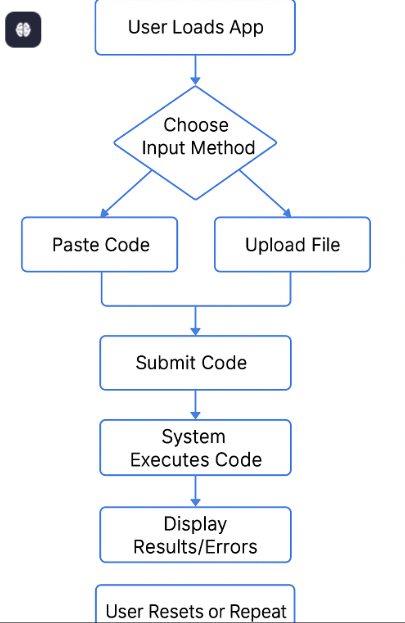 User Loads App
Choose
Input Method
Paste Code
Upload File
Submit Code
System
Executes Code
Display
Results/Errors
User Resets or Repeat